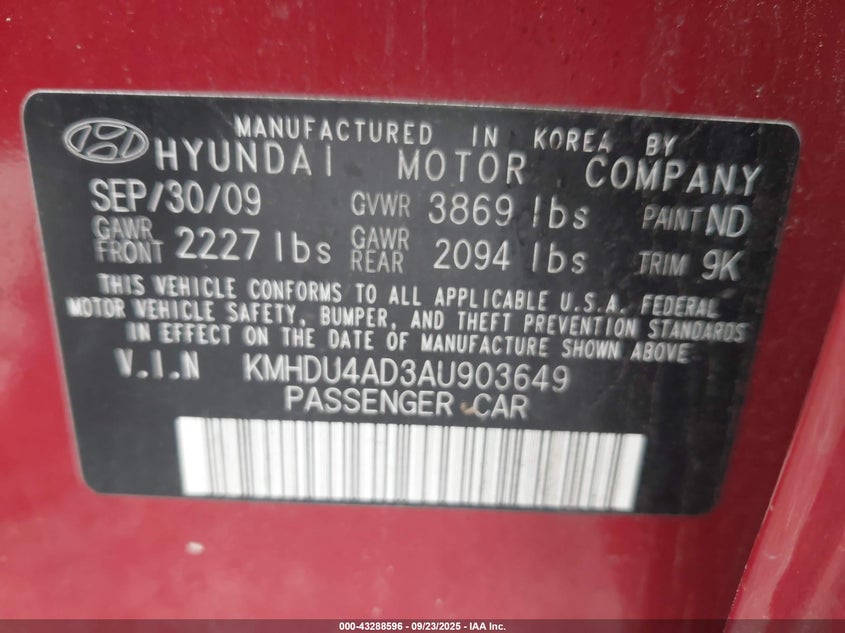 MANUFACTURED IN KOREA BY
HYUNDAI MOTOR COMPANY
SEP/30/09 GVWR 3869 lbs PAINT ND
GAWR FRONT 2227 lbs GAWR REAR 2094 lbs TRIM 9K
THIS VEHICLE CONFORMS TO ALL APPLICABLE U.S.A. FEDERAL
MOTOR VEHICLE SAFETY, BUMPER, AND THEFT PREVENTION STANDARDS
IN EFFECT ON THE DATE OF MANUFACTURE SHOWN ABOVE.
V.I.N KMHDU4AD3AU903649
PASSENGER CAR
000-43288596 - 09/23/2025 - IAA Inc.